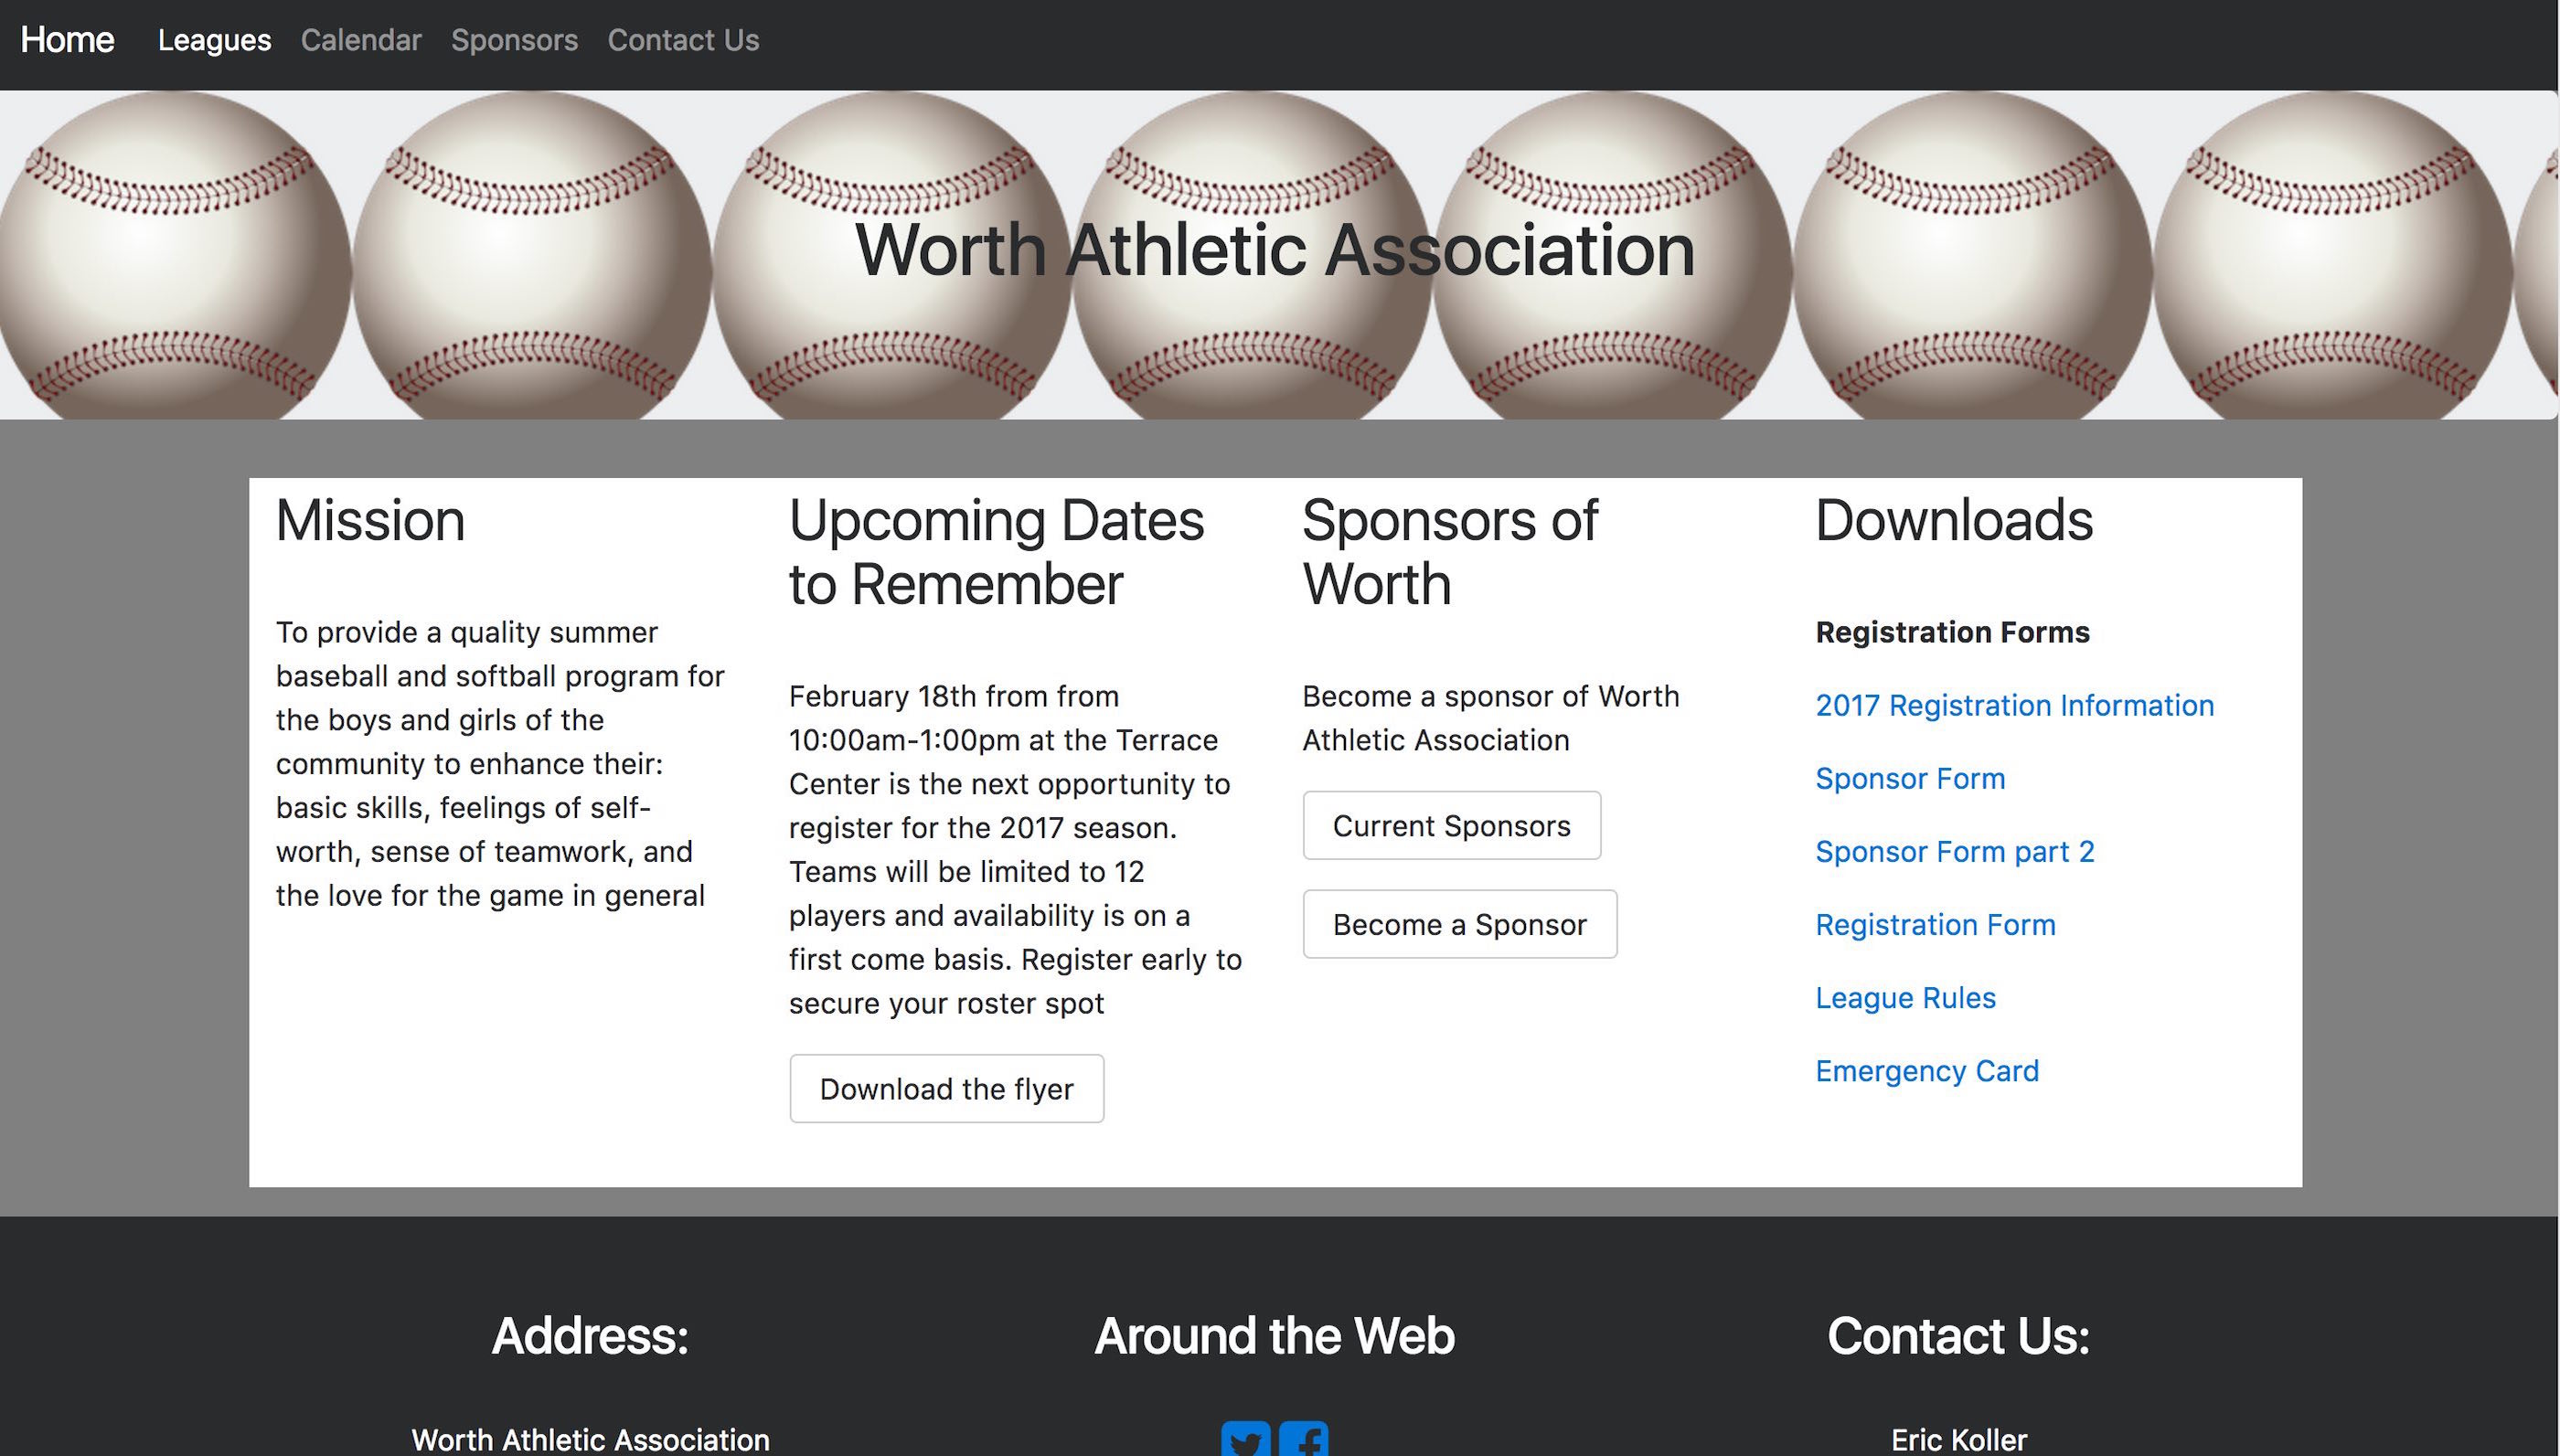 Home Leagues Calendar Sponsors Contact Us
Worth Athletic Association
Mission
To provide a quality summer
baseball and softball program for
the boys and girls of the
community to enhance their:
basic skills, feelings of self-
worth, sense of teamwork, and
the love for the game in general
Upcoming Dates
to Remember
February 18th from from
10:00am-1:00pm at the Terrace
Center is the next opportunity to
register for the 2017 season.
Teams will be limited to 12
players and availability is on a
first come basis. Register early to
secure your roster spot
Download the flyer
Sponsors of
Worth
Become a sponsor of Worth
Athletic Association
Current Sponsors
Become a Sponsor
Downloads
Registration Forms
2017 Registration Information
Sponsor Form
Sponsor Form part 2
Registration Form
League Rules
Emergency Card
Address:
Worth Athletic Association
Around the Web
Contact Us:
Eric Koller